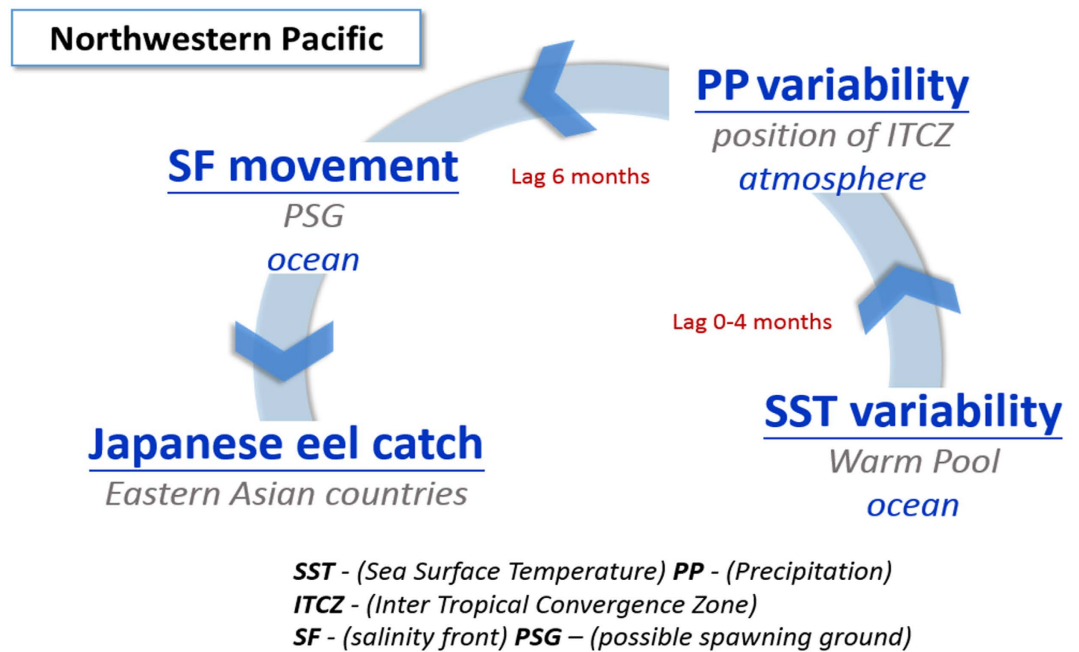 Northwestern Pacific
PP variability
position of ITCZ
atmosphere
SF movement
PSG
ocean
Lag 6 months
Lag 0-4 months
SST variability
Warm Pool
ocean
Japanese eel catch
Eastern Asian countries
SST - (Sea Surface Temperature) PP - (Precipitation)
ITCZ - (Inter Tropical Convergence Zone)
SF - (salinity front) PSG – (possible spawning ground)